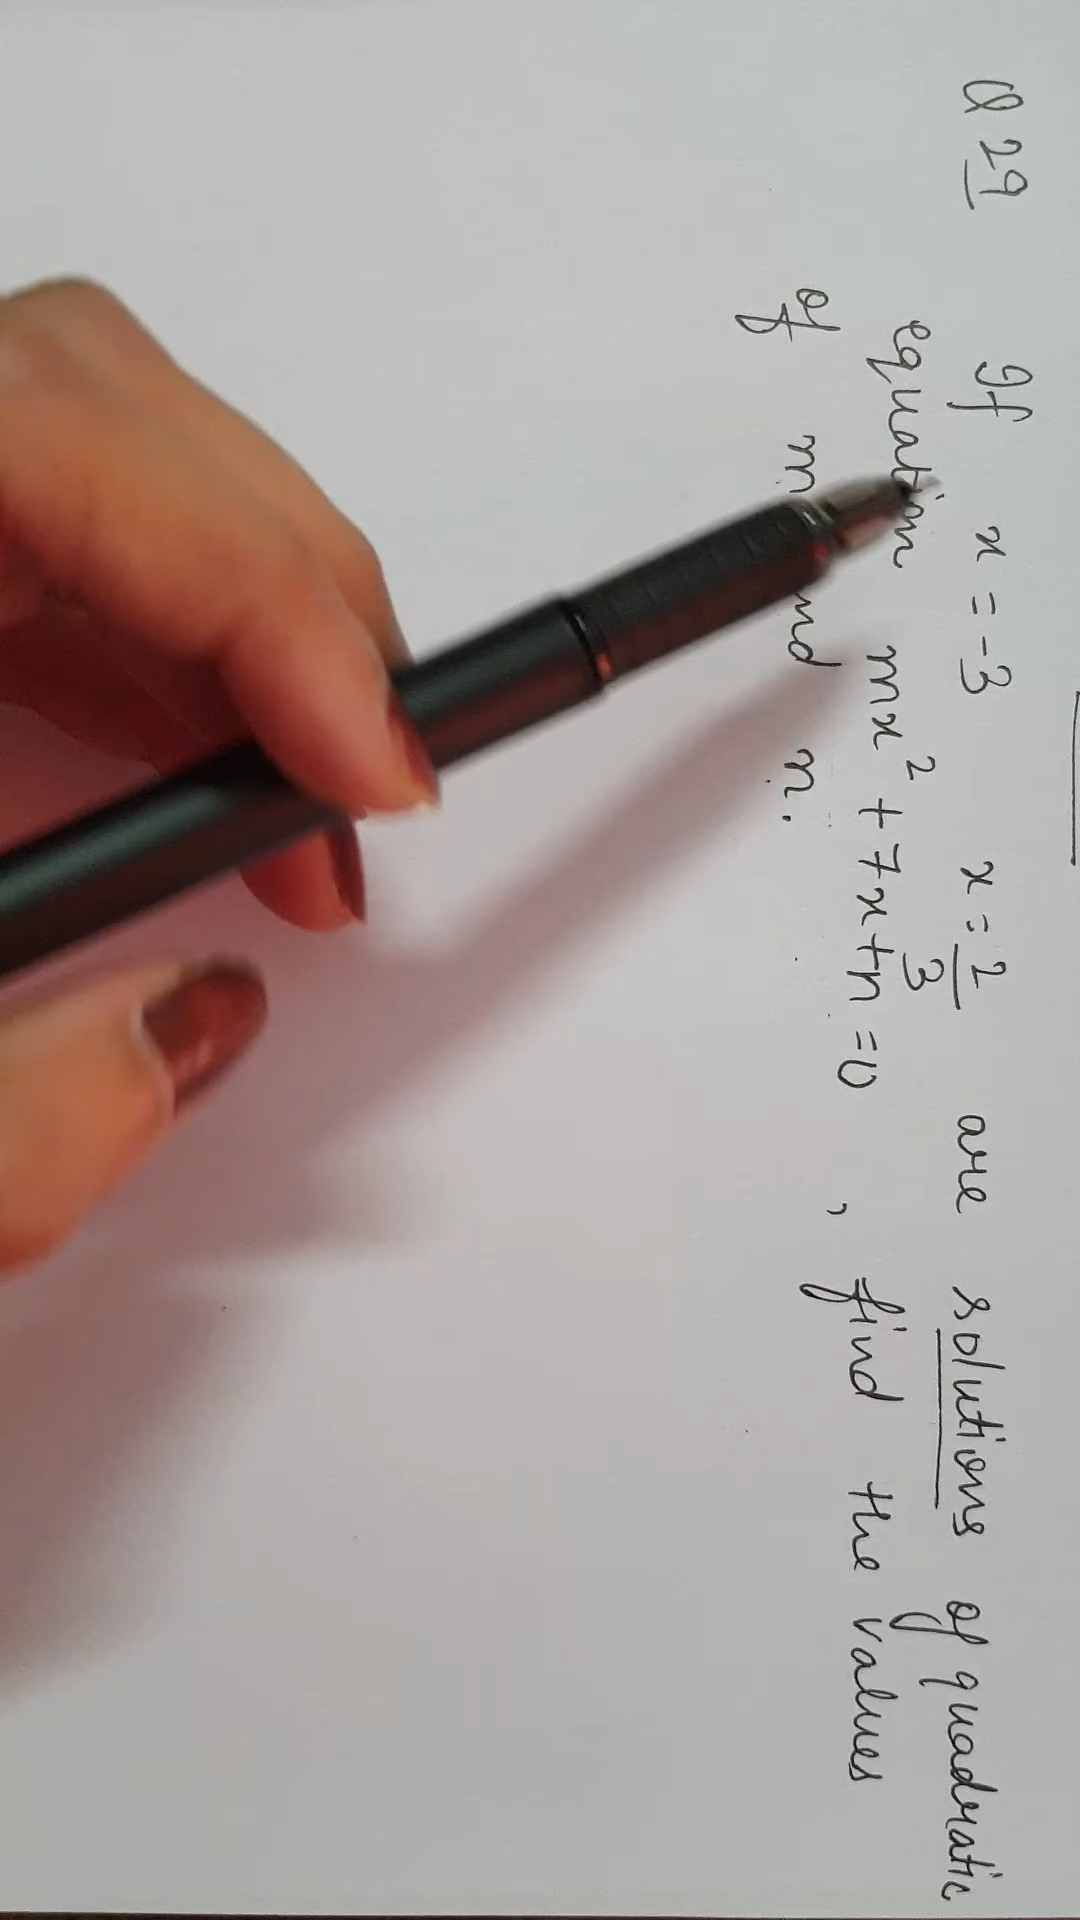 Q 29 If x = -3 x = 2/3 are solutions of quadratic
equation mx² + 7x + n = 0 , find the values
of m and n.